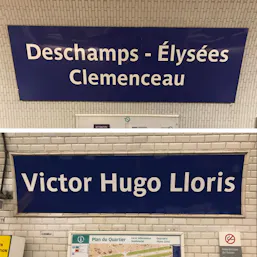 Deschamps - Élysées
Clemenceau
Victor Hugo Lloris
Plan du Quartier